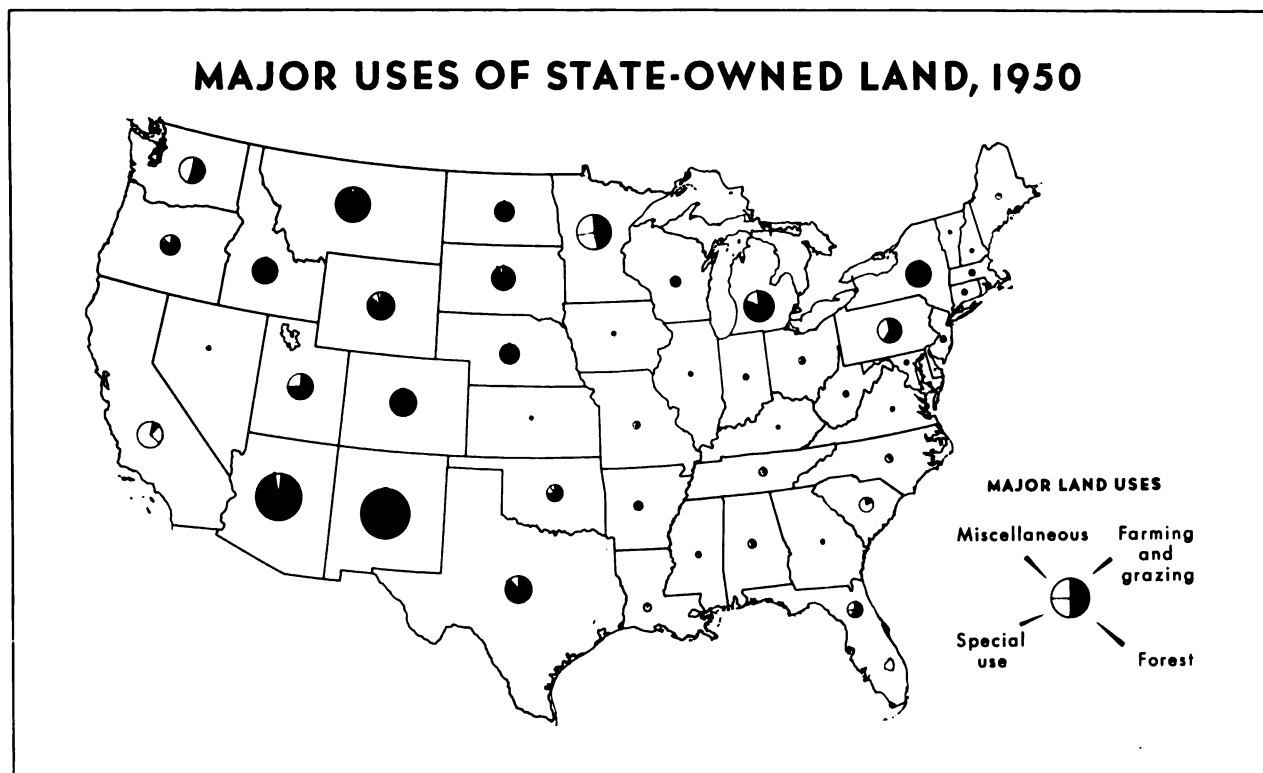 MAJOR USES OF STATE-OWNED LAND, 1950
MAJOR LAND USES
Miscellaneous
Farming
and
grazing
Special
use
Forest